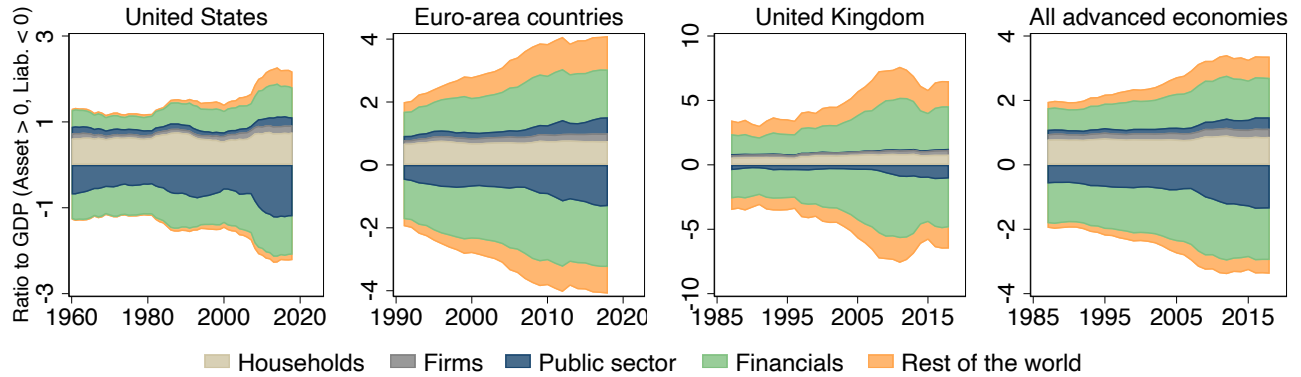 United States
Euro-area countries
United Kingdom
All advanced economies
Ratio to GDP (Asset > 0, Liab. < 0)
3
1
-1
-3
1960 1980 2000 2020
4
2
0
-2
-4
1990 2000 2010 2020
10
5
0
-5
-10
1985 1995 2005 2015
4
2
0
-2
-4
1985 1995 2005 2015
Households Firms Public sector Financials Rest of the world